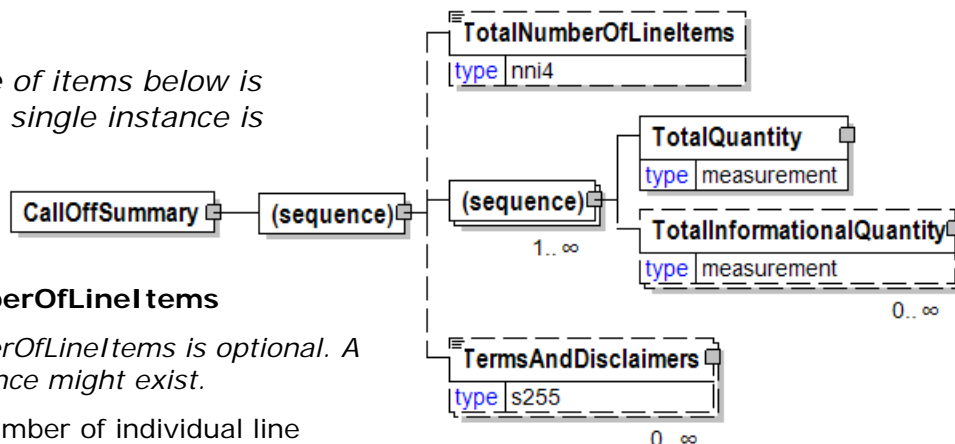 TotalNumberOfLineItems
type nni4
of items below is
single instance is
TotalQuantity
type measurement
CallOffSummary
(sequence)
(sequence)
1.. ∞
TotalInformationalQuantity
type measurement
0.. ∞
berOfLineItems
erOfLineItems is optional. A
nce might exist.
mber of individual line
TermsAndDisclaimers
type s255
0.. ∞